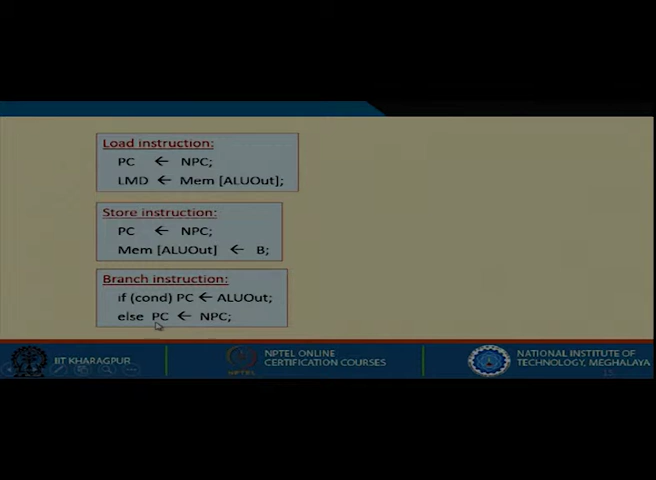 Load instruction:
PC ← NPC;
LMD ← Mem [ALUOut];
Store instruction:
PC ← NPC;
Mem [ALUOut] ← B;
Branch instruction:
if (cond) PC ← ALUOut;
else PC ← NPC;
IIT KHARAGPUR
NPTEL
NPTEL ONLINE
CERTIFICATION COURSES
NATIONAL INSTITUTE OF
TECHNOLOGY, MEGHALAYA